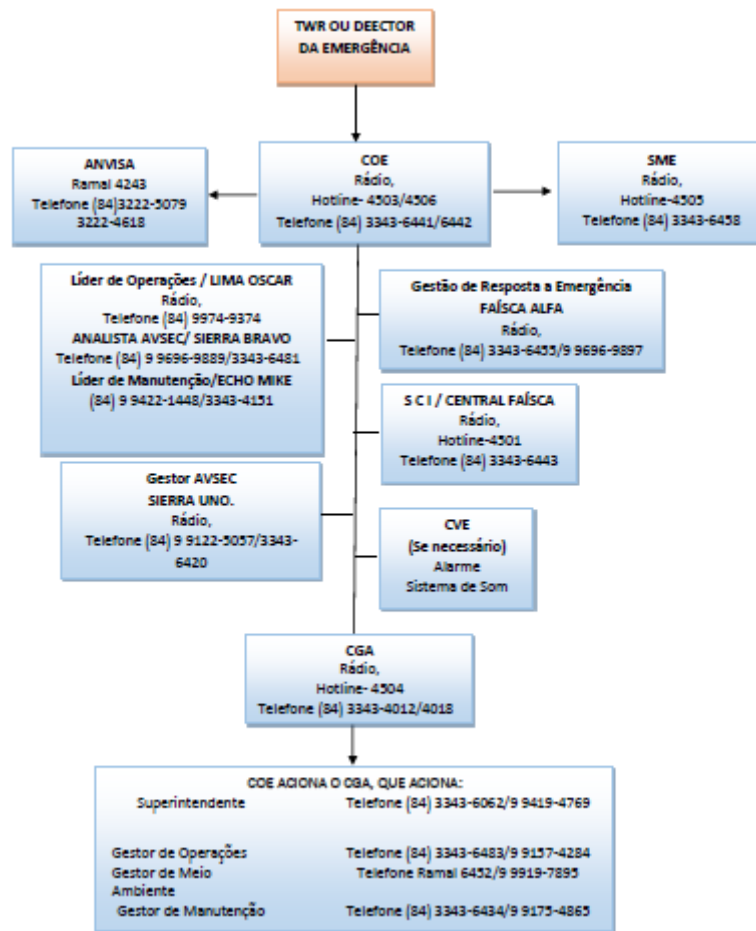 TWR OU DEECTOR
DA EMERGÊNCIA
ANVISA
Ramal 4243
Telefone (84)3222-5079
3222-4618
COE
Rádio,
Hotline- 4503/4506
Telefone (84) 3343-6441/6442
SME
Rádio,
Hotline-4505
Telefone (84) 3343-6458
Líder de Operações / LIMA OSCAR
Rádio,
Telefone (84) 9974-9374
ANALISTA AVSEC/ SIERRA BRAVO
Telefone (84) 9 9696-9889/3343-6481
Líder de Manutenção/ECHO MIKE
(84) 9 9422-1448/3343-4151
Gestão de Resposta a Emergência
FAÍSCA ALFA
Rádio,
Telefone (84) 3343-6455/9 9696-9897
S C I / CENTRAL FAÍSCA
Rádio,
Hotline-4501
Telefone (84) 3343-6443
Gestor AVSEC
SIERRA UNO.
Rádio,
Telefone (84) 9 9122-5057/3343-
6420
CVE
(Se necessário)
Alarme
Sistema de Som
CGA
Rádio,
Hotline- 4504
Telefone (84) 3343-4012/4018
COE ACIONA O CGA, QUE ACIONA:
Superintendente Telefone (84) 3343-6062/9 9419-4769
Gestor de Operações Telefone (84) 3343-6483/9 9157-4284
Gestor de Meio Telefone Ramal 6452/9 9919-7895
Ambiente
Gestor de Manutenção Telefone (84) 3343-6434/9 9175-4865